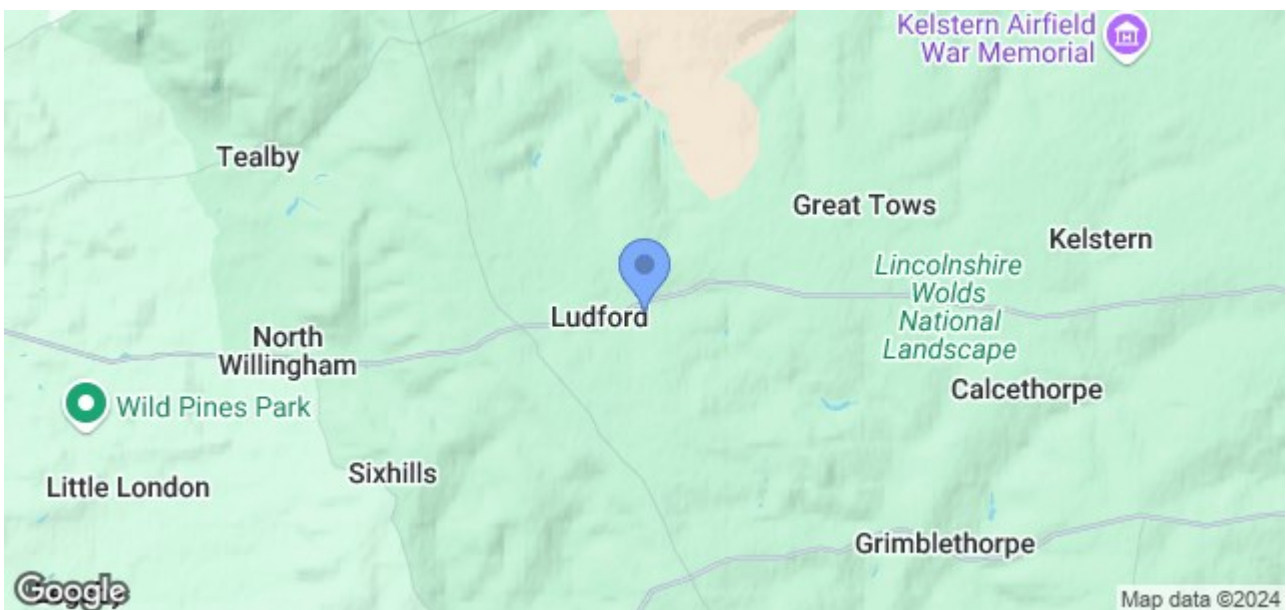 Kelstern Airfield
War Memorial
Tealby
Great Tows
Kelstern
Lincolnshire
Wolds
National
Landscape
Ludford
North
Willingham
Calcethorpe
Wild Pines Park
Sixhills
Little London
Grimblethorpe
Google
Map data ©2024